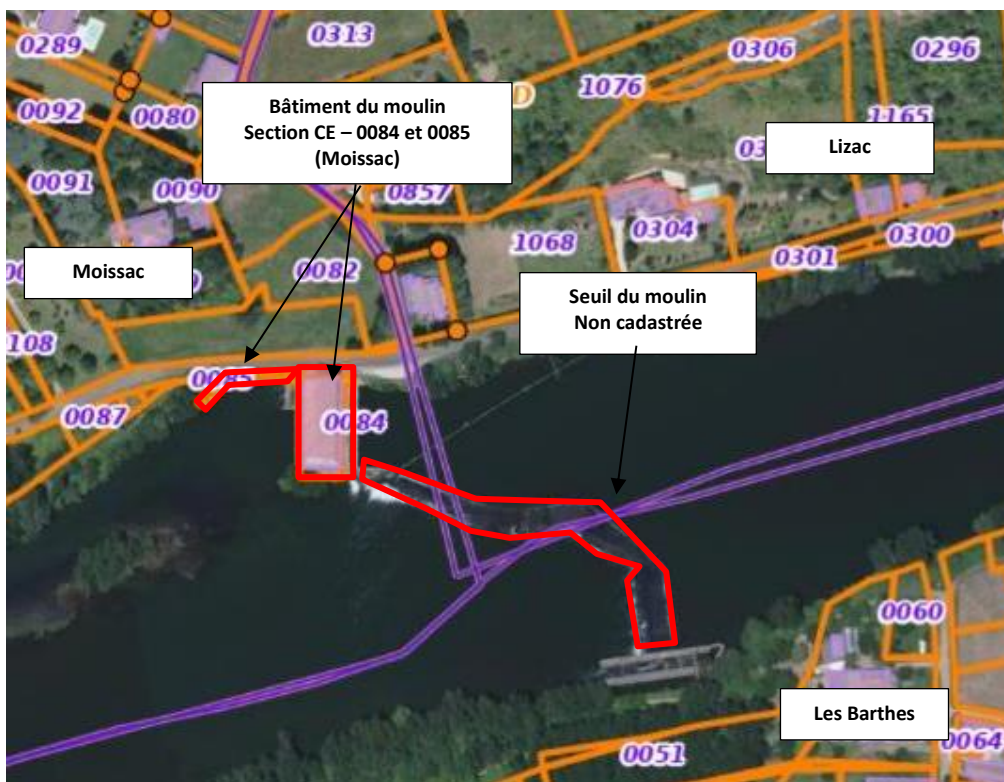 0289
0313
0306
0296
1076
D
0092
0080
Bâtiment du moulin
Section CE – 0084 et 0085
(Moissac)
1165
Lizac
0091
0090
0857
0304
1068
0300
0301
Moissac
0082
Seuil du moulin
Non cadastrée
108
0085
0087
0084
0060
Les Barthes
0051
0064